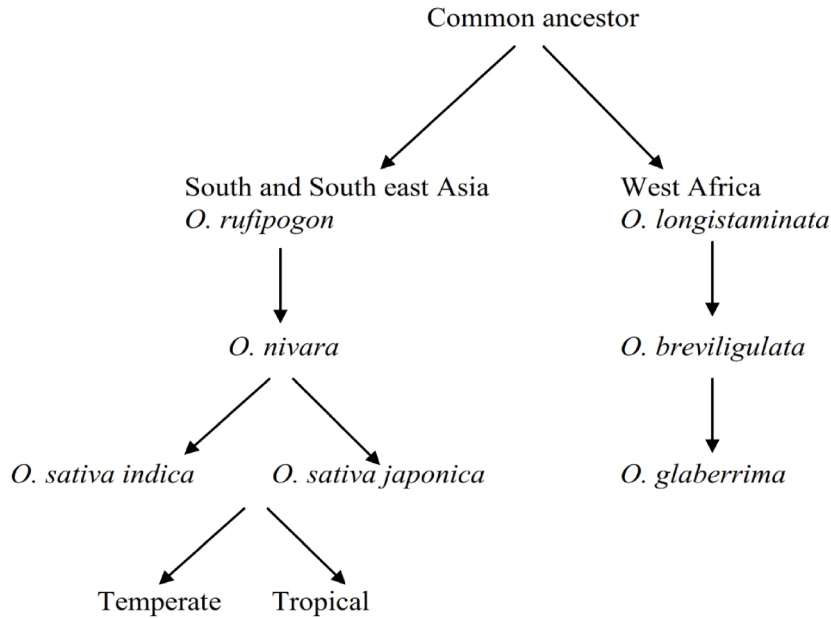 Common ancestor
South and South east Asia
O. rufipogon
West Africa
O. longistaminata
O. nivara
O. breviligulata
O. sativa indica
O. sativa japonica
O. glaberrima
Temperate
Tropical